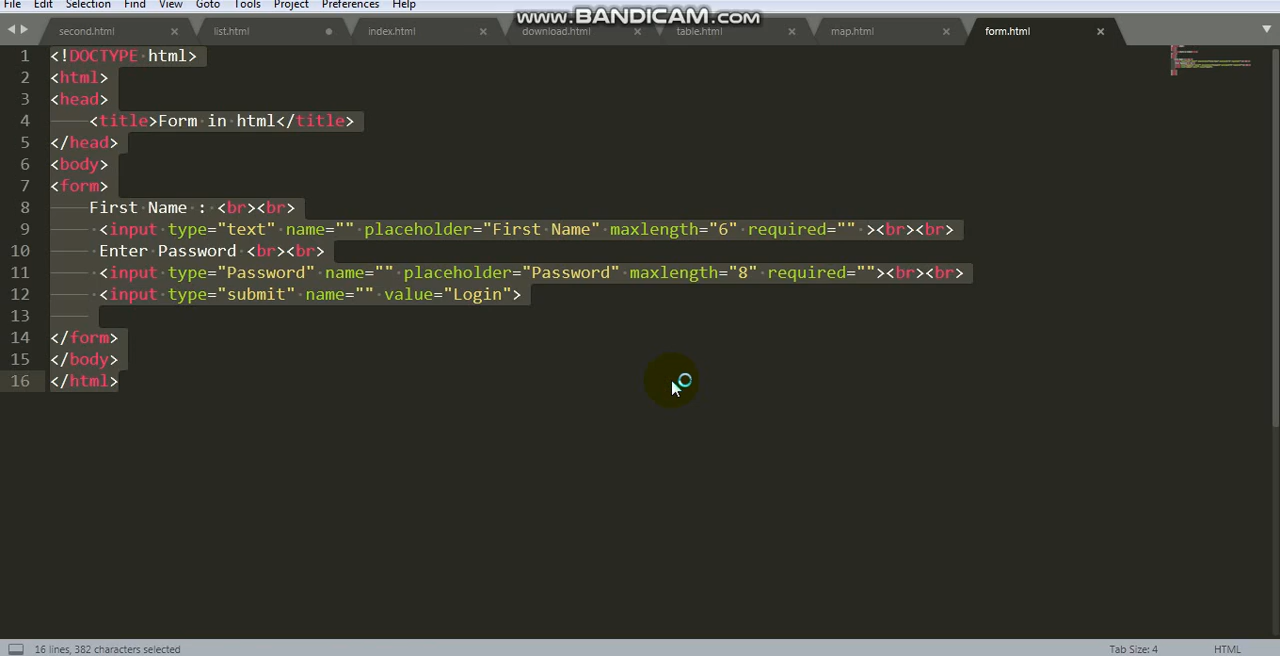 File Edit Selection Find View Goto Tools Project Preferences Help
www.BANDICAM.com
second.html list.html index.html download.html table.html map.html form.html
1 <!DOCTYPE html>
2 <html>
3 <head>
4 <title>Form in html</title>
5 </head>
6 <body>
7 <form>
8 First Name : <br><br>
9 <input type="text" name="" placeholder="First Name" maxlength="6" required="" ><br><br>
10 Enter Password <br><br>
11 <input type="Password" name="" placeholder="Password" maxlength="8" required=""><br><br>
12 <input type="submit" name="" value="Login">
13
14 </form>
15 </body>
16 </html>
16 lines, 382 characters selected Tab Size: 4 HTML